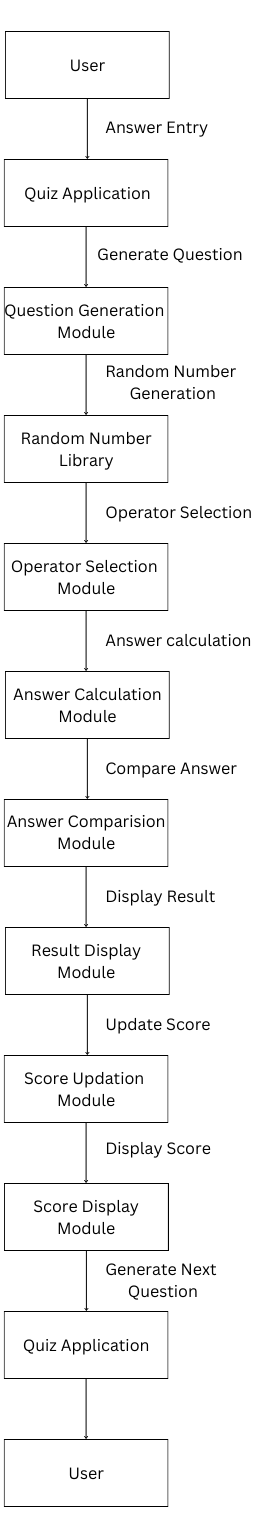 User
Answer Entry
Quiz Application
Generate Question
Question Generation
Module
Random Number
Generation
Random Number
Library
Operator Selection
Operator Selection
Module
Answer calculation
Answer Calculation
Module
Compare Answer
Answer Comparision
Module
Display Result
Result Display
Module
Update Score
Score Updation
Module
Display Score
Score Display
Module
Generate Next
Question
Quiz Application
User